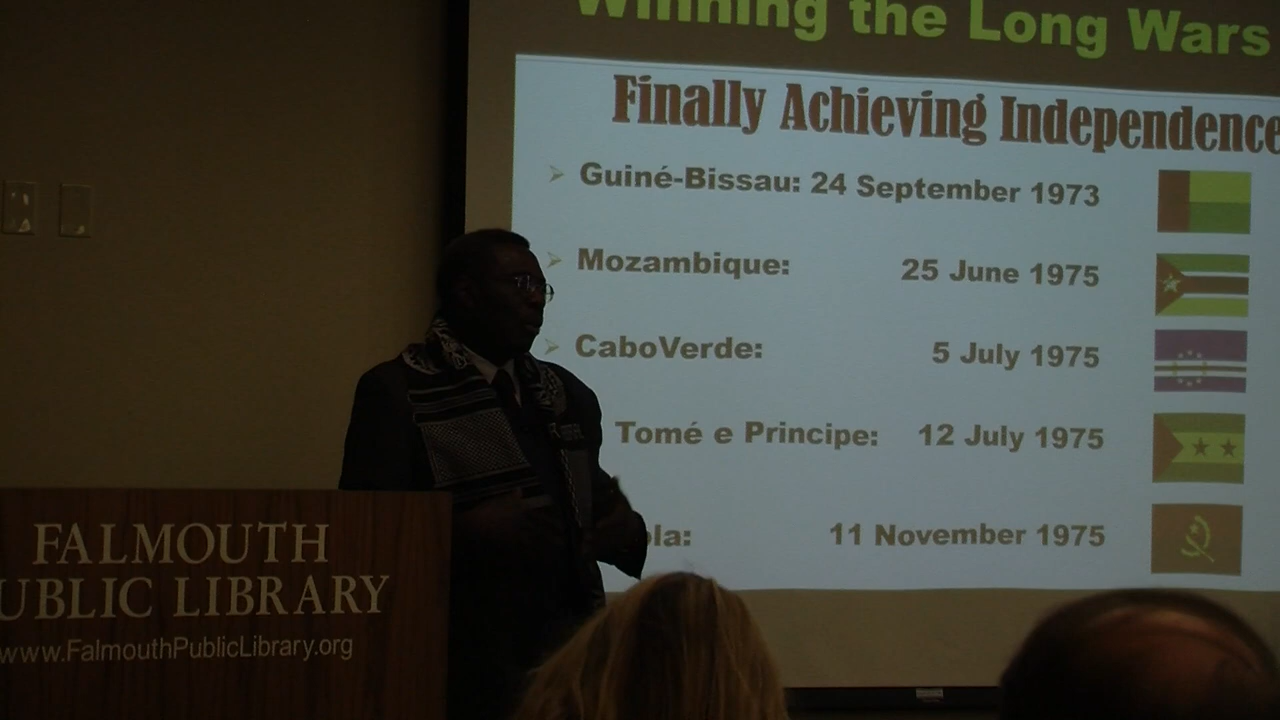 Winning the Long Wars
Finally Achieving Independence
Guiné-Bissau: 24 September 1973
Mozambique: 25 June 1975
CaboVerde: 5 July 1975
Tomé e Principe: 12 July 1975
ola: 11 November 1975
FALMOUTH
UBLIC LIBRARY
www.FalmouthPublicLibrary.org